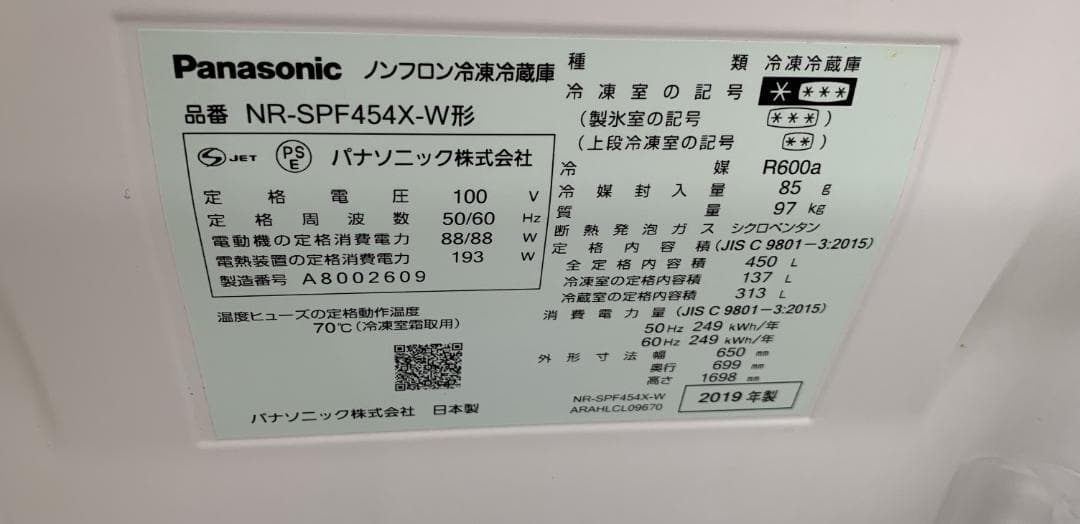 Panasonic ノンフロン冷凍冷蔵庫
品番 NR-SPF454X-W形
JET PSE パナソニック株式会社
定格電圧 100 V
定格周波数 50/60 Hz
電動機の定格消費電力 88/88 W
電熱装置の定格消費電力 193 W
製造番号 A8002609
温度ヒューズの定格動作温度
70℃(冷凍室霜取用)
パナソニック株式会社 日本製
種類 冷凍冷蔵庫
冷凍室の記号 * ***
(製氷室の記号 ***)
(上段冷凍室の記号 **)
冷媒 R600a
冷媒封入量 85 g
質量 97 kg
断熱発泡ガス シクロペンタン
定格内容積(JIS C 9801-3:2015)
全定格内容積 450 L
冷凍室の定格内容積 137 L
冷蔵室の定格内容積 313 L
消費電力量(JIS C 9801-3:2015)
50Hz 249 kWh/年
60Hz 249 kWh/年
外形寸法 幅 650 mm
奥行 699 mm
高さ 1698 mm
NR-SPF454X-W
ARAHLCL09670
2019年製